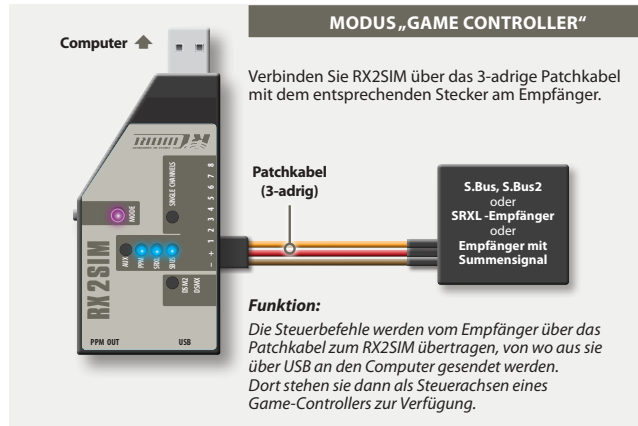 MODUS„GAME CONTROLLER“
Computer
Verbinden Sie RX2SIM über das 3-adrige Patchkabel
mit dem entsprechenden Stecker am Empfänger.
SINGLE CHANNELS
– + 1 2 3 4 5 6 7 8
MODE
AUX
PPM
SRXL
SBUS
DSM2
DSMX
RX2SIM
PPM OUT
USB
Patchkabel
(3-adrig)
S.Bus, S.Bus2
oder
SRXL -Empfänger
oder
Empfänger mit
Summensignal
Funktion:
Die Steuerbefehle werden vom Empfänger über das
Patchkabel zum RX2SIM übertragen, von wo aus sie
über USB an den Computer gesendet werden.
Dort stehen sie dann als Steuerachsen eines
Game-Controllers zur Verfügung.